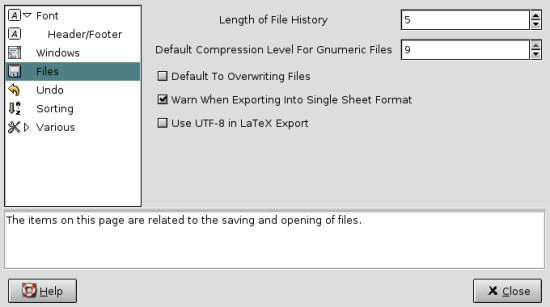 Font
Header/Footer
Windows
Files
Undo
Sorting
Various
Length of File History 5
Default Compression Level For Gnumeric Files 9
Default To Overwriting Files
Warn When Exporting Into Single Sheet Format
Use UTF-8 in LaTeX Export
The items on this page are related to the saving and opening of files.
Help
Close